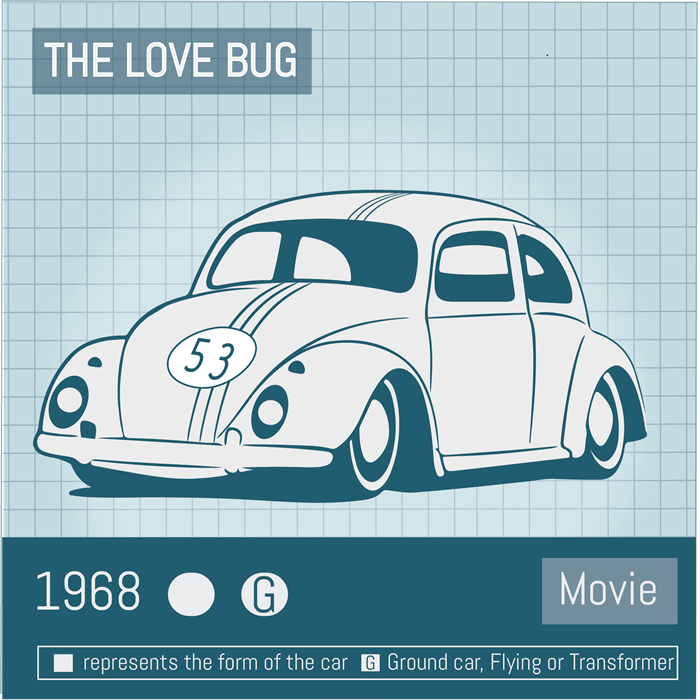 THE LOVE BUG
53
1968 G
Movie
represents the form of the car G Ground car, Flying or Transformer